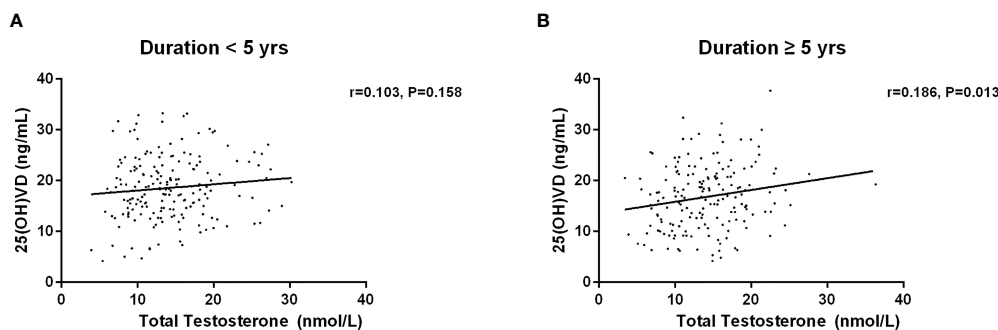 A
Duration < 5 yrs
r=0.103, P=0.158
25(OH)VD (ng/mL)
40
30
20
10
0
0 10 20 30 40
Total Testosterone (nmol/L)
B
Duration ≥ 5 yrs
r=0.186, P=0.013
25(OH)VD (ng/mL)
40
30
20
10
0
0 10 20 30 40
Total Testosterone (nmol/L)